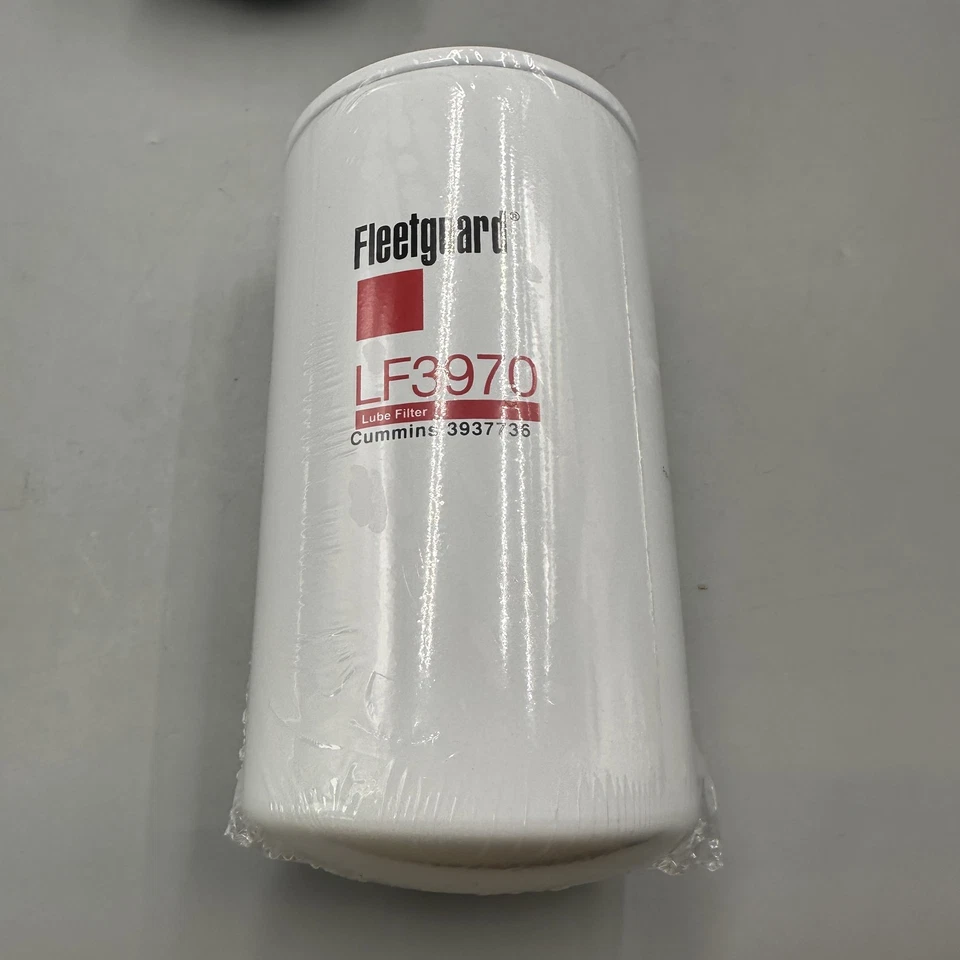 Fleetguard®
LF3970
Lube Filter
Cummins 3937736